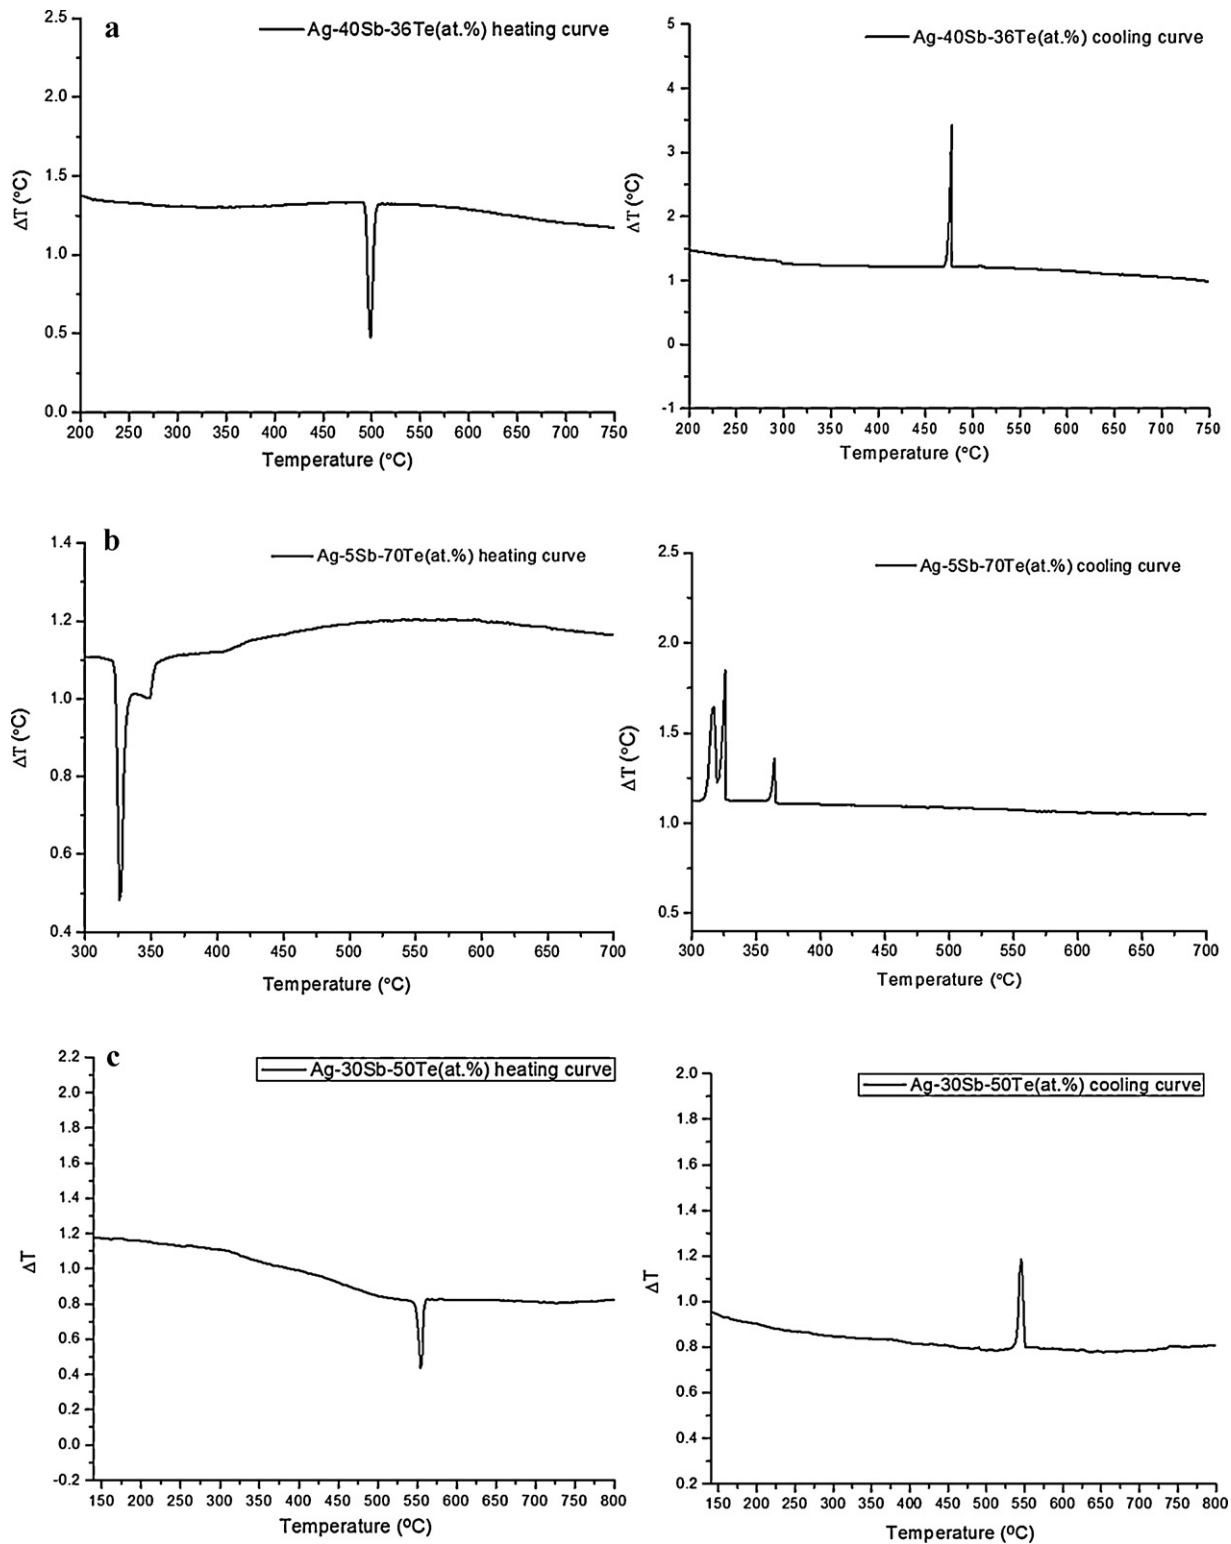 a
Ag-40Sb-36Te(at.%) heating curve
2.5
2.0
1.5
1.0
0.5
0.0
ΔT (°C)
200 250 300 350 400 450 500 550 600 650 700 750
Temperature (°C)
Ag-40Sb-36Te(at.%) cooling curve
5
4
3
2
1
0
-1
ΔT (°C)
200 250 300 350 400 450 500 550 600 650 700 750
Temperature (°C)
b
Ag-5Sb-70Te(at.%) heating curve
1.4
1.2
1.0
0.8
0.6
0.4
ΔT (°C)
300 350 400 450 500 550 600 650 700
Temperature (°C)
Ag-5Sb-70Te(at.%) cooling curve
2.5
2.0
1.5
1.0
0.5
ΔT (°C)
300 350 400 450 500 550 600 650 700
Temperature (°C)
c
Ag-30Sb-50Te(at.%) heating curve
2.2
2.0
1.8
1.6
1.4
1.2
1.0
0.8
0.6
0.4
0.2
0.0
-0.2
ΔT
150 200 250 300 350 400 450 500 550 600 650 700 750 800
Temperature (⁰C)
Ag-30Sb-50Te(at.%) cooling curve
2.0
1.8
1.6
1.4
1.2
1.0
0.8
0.6
0.4
0.2
ΔT
150 200 250 300 350 400 450 500 550 600 650 700 750 800
Temperature (⁰C)